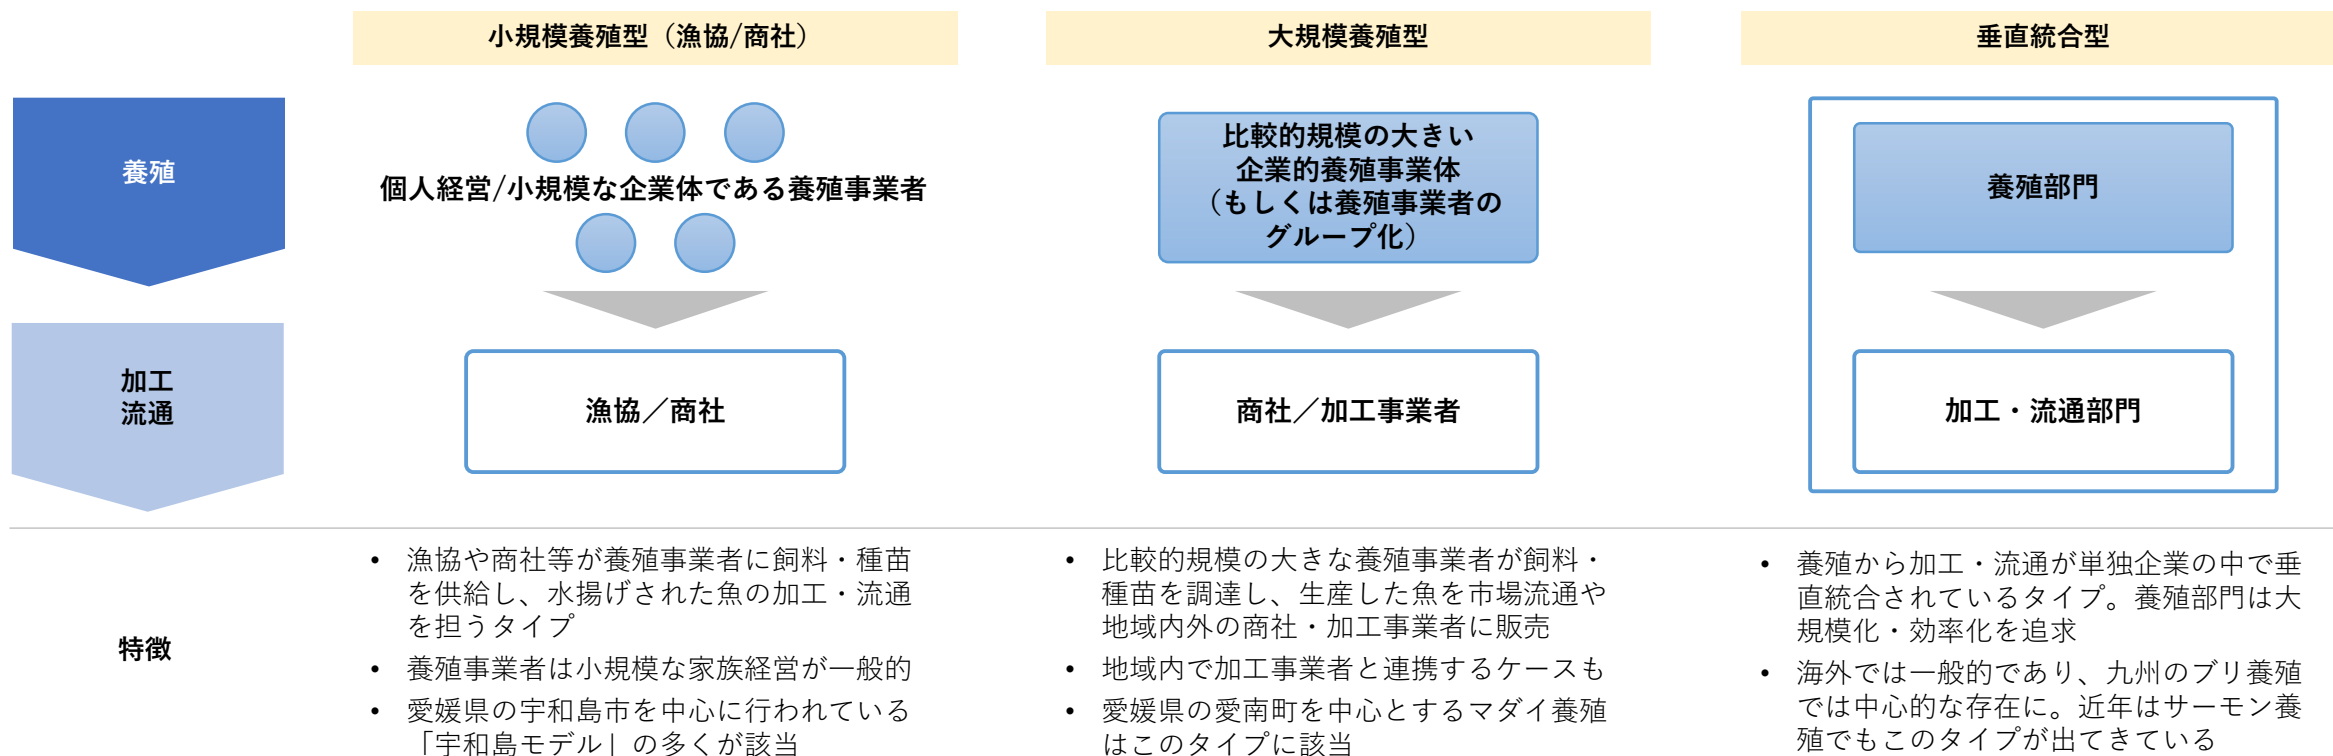 小規模養殖型（漁協/商社）
大規模養殖型
垂直統合型
養殖
個人経営/小規模な企業体である養殖事業者
比較的規模の大きい
企業的養殖事業体
（もしくは養殖事業者の
グループ化）
養殖部門
加工
流通
漁協／商社
商社／加工事業者
加工・流通部門
特徴
• 漁協や商社等が養殖事業者に飼料・種苗
を供給し、水揚げされた魚の加工・流通
を担うタイプ
• 養殖事業者は小規模な家族経営が一般的
• 愛媛県の宇和島市を中心に行われている
「宇和島モデル」の多くが該当
• 比較的規模の大きな養殖事業者が飼料・
種苗を調達し、生産した魚を市場流通や
地域内外の商社・加工事業者に販売
• 地域内で加工事業者と連携するケースも
• 愛媛県の愛南町を中心とするマダイ養殖
はこのタイプに該当
• 養殖から加工・流通が単独企業の中で垂
直統合されているタイプ。養殖部門は大
規模化・効率化を追求
• 海外では一般的であり、九州のブリ養殖
では中心的な存在に。近年はサーモン養
殖でもこのタイプが出てきている